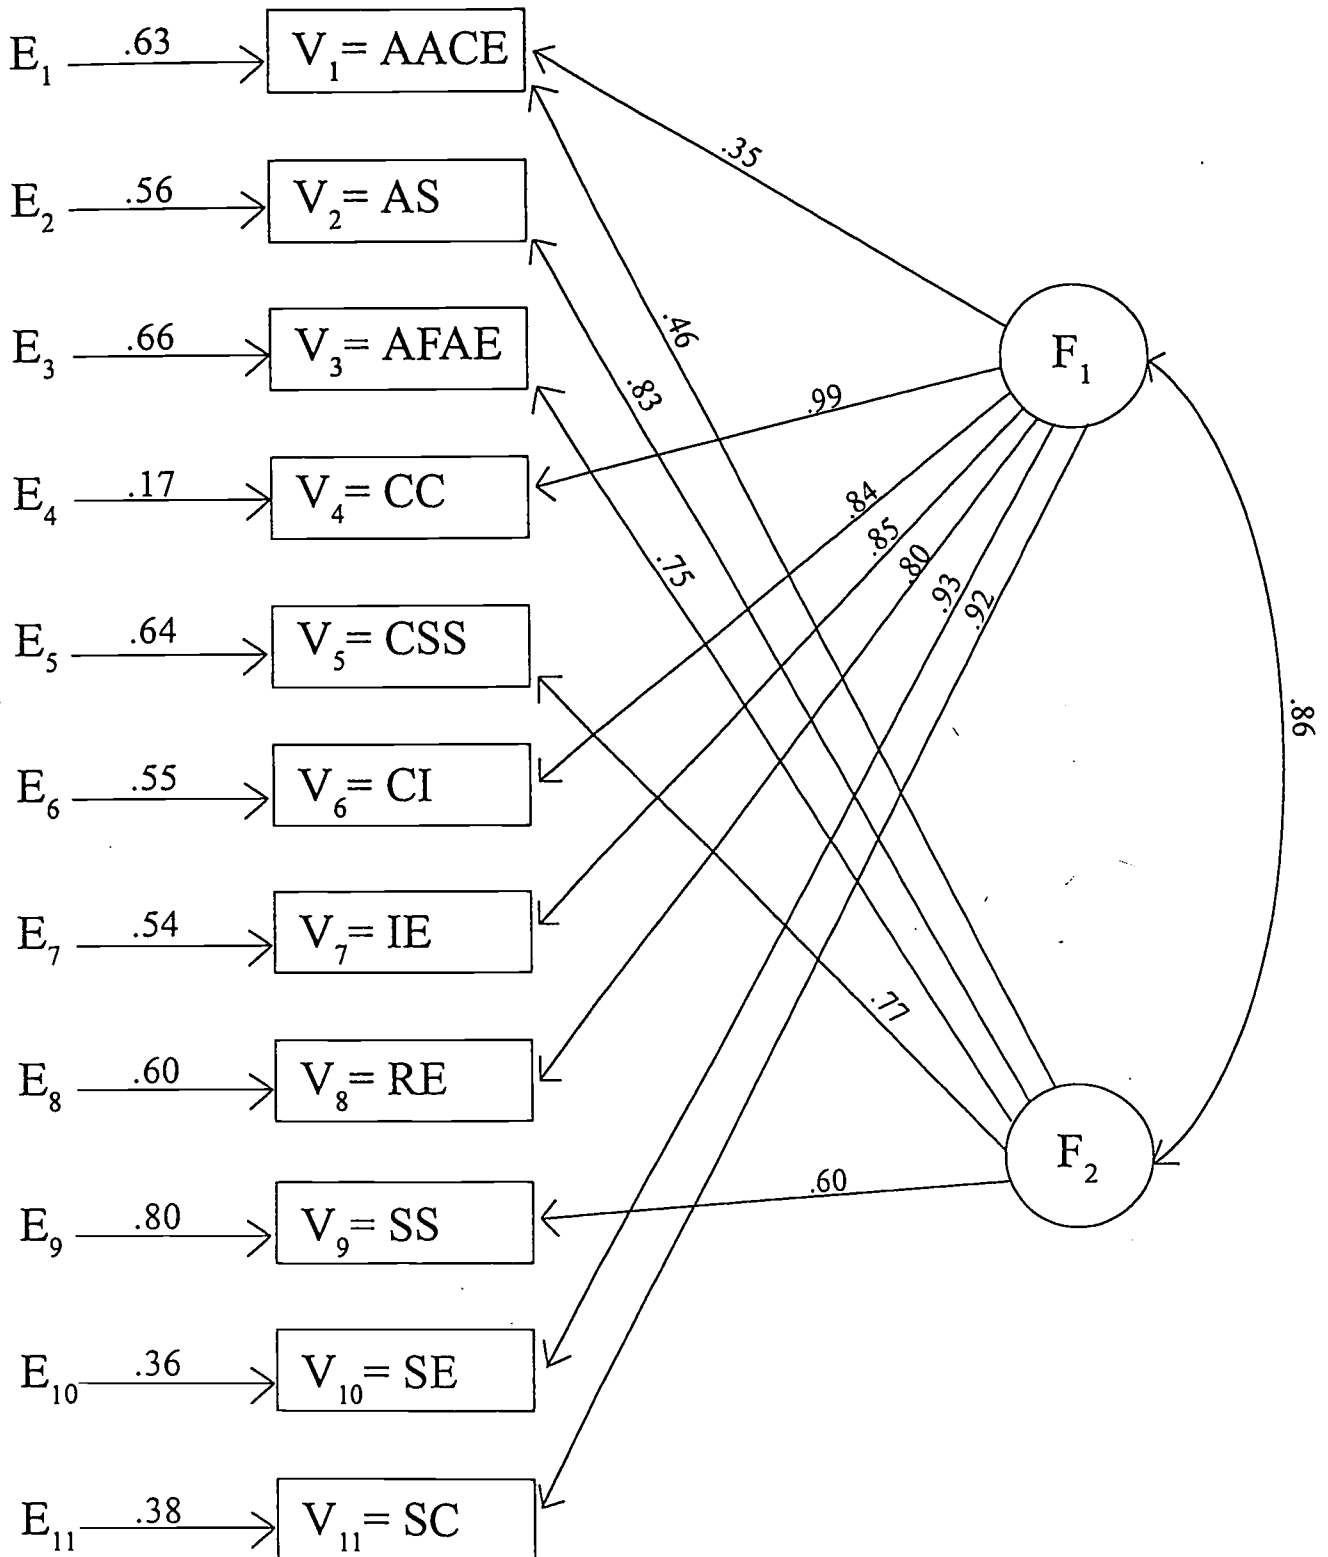 E₁ .63 V₁= AACE
.35
E₂ .56 V₂= AS
.46
E₃ .66 V₃= AFAE
F₁
.83
.99
E₄ .17 V₄= CC
.84
.85
.80
.75
.93
.92
E₅ .64 V₅= CSS
.86
E₆ .55 V₆= CI
E₇ .54 V₇= IE
.77
E₈ .60 V₈= RE
F₂
.60
E₉ .80 V₉= SS
E₁₀ .36 V₁₀= SE
E₁₁ .38 V₁₁= SC